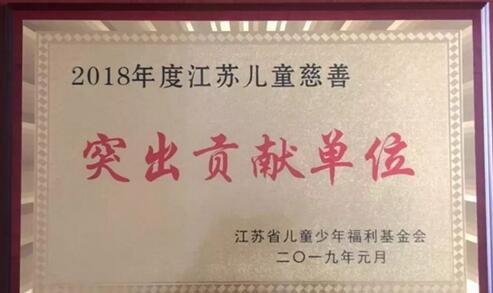 2018年度江苏儿童慈善
突出贡献单位
江苏省儿童少年福利基金会
二〇一九年元月